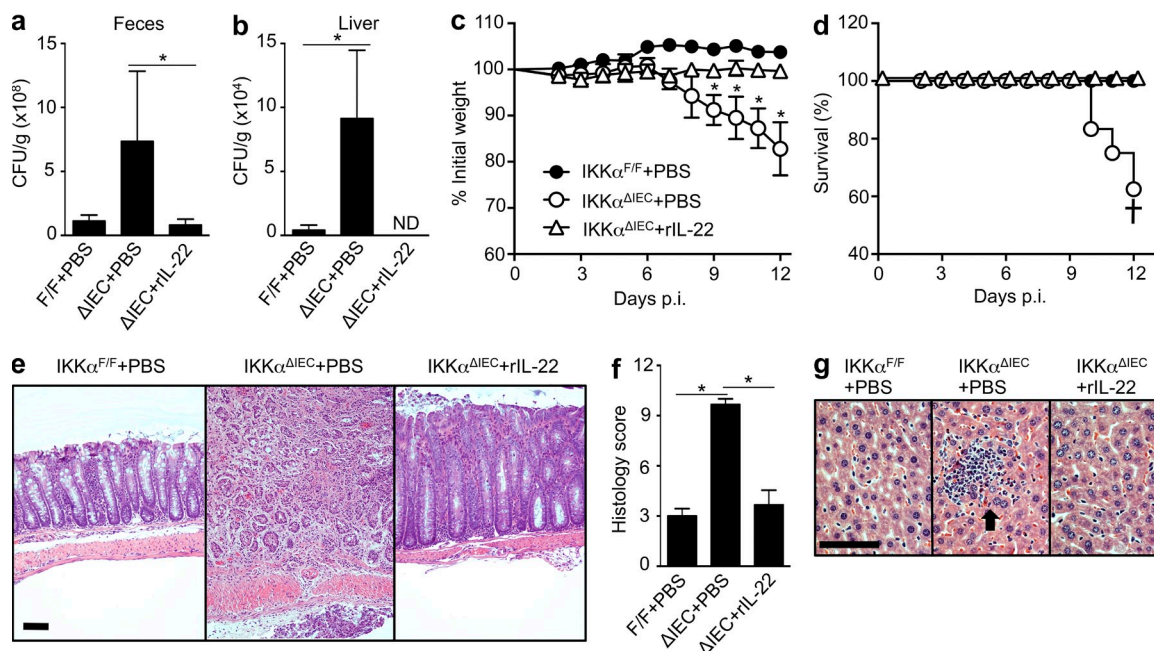 a
Feces
*
15
10
5
0
CFU/g (x10⁸)
F/F+PBS
ΔIEC+PBS
ΔIEC+rIL-22
b
Liver
*
15
10
5
0
CFU/g (x10⁴)
ND
F/F+PBS
ΔIEC+PBS
ΔIEC+rIL-22
c
110
100
90
80
70
60
% Initial weight
* * * *
IKKα^F/F+PBS
IKKα^ΔIEC+PBS
IKKα^ΔIEC+rIL-22
0 2 4 6 8 10 12
Days p.i.
d
120
100
80
60
40
Survival (%)
†
0 3 6 9 12
Days p.i.
e
IKKα^F/F+PBS
IKKα^ΔIEC+PBS
IKKα^ΔIEC+rIL-22
f
12
9
6
3
0
Histology score
* *
F/F+PBS
ΔIEC+PBS
ΔIEC+rIL-22
g
IKKα^F/F
+PBS
IKKα^ΔIEC
+PBS
IKKα^ΔIEC
+rIL-22